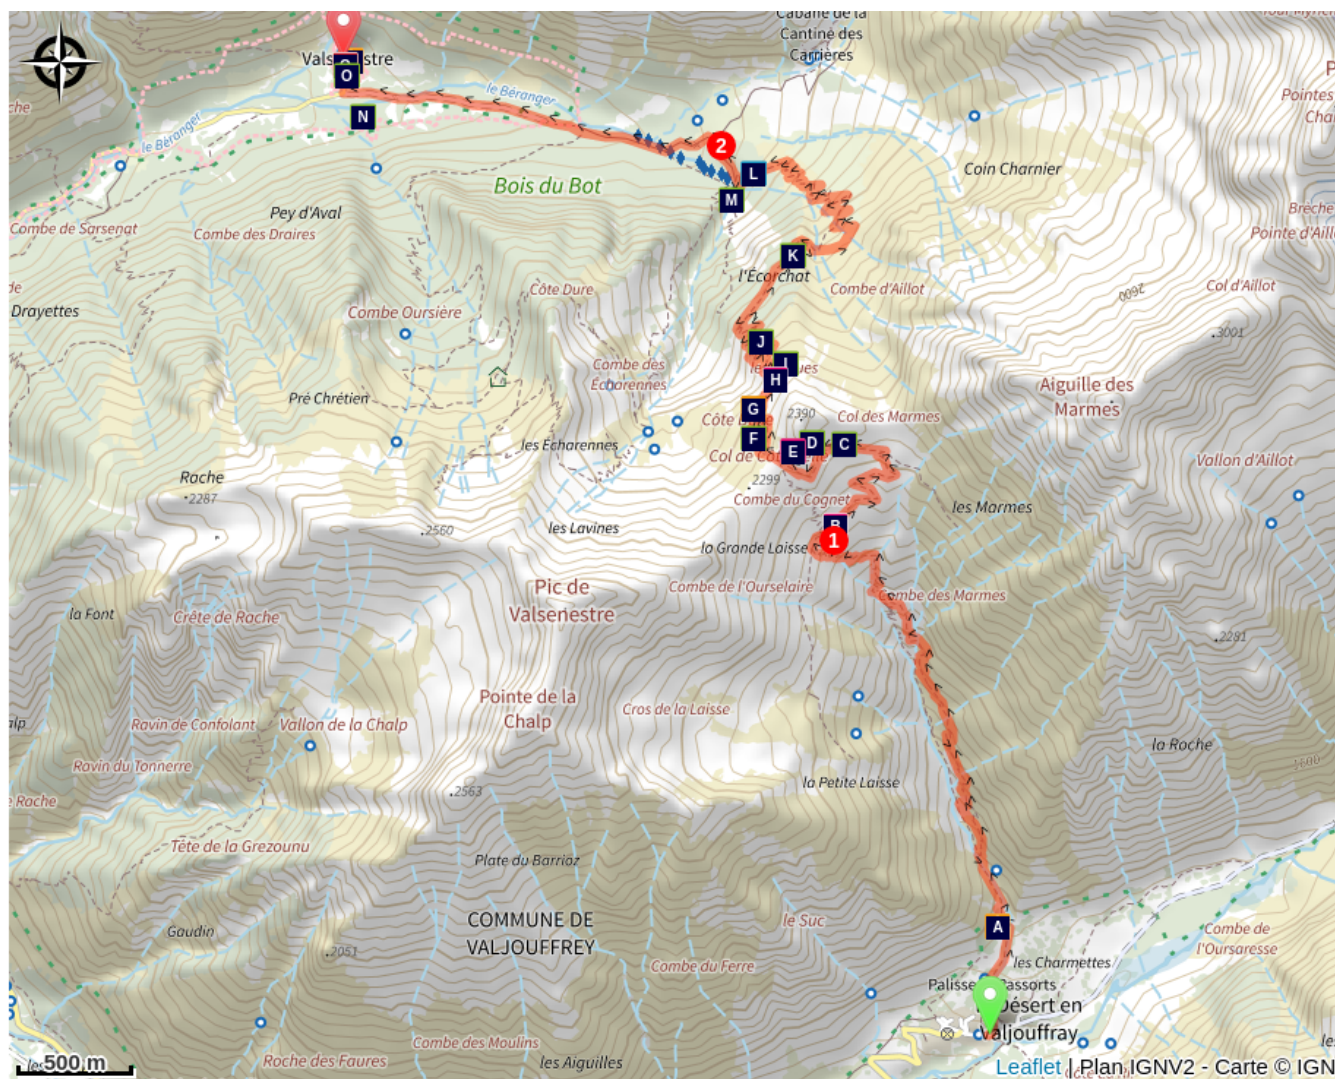 Cabane de la
Cantine des
Carrières
Valsenestre
O
N
le Béranger
le Béranger
2
L
M
Coin Charnier
Bois du Bot
Pey d'Aval
Combe de Sarsenat
Combe des Draires
K
l'Écorchat
Côte Dure
Combe d'Aillot
2600
Col d'Aillot
Drayettes
Combe Oursière
3001
J
I
H
Combe des
Écharennes
Aiguille des
Marmes
Pré Chrétien
G
2390
Col des Marmes
F
E
D
C
les Écharennes
Vallon d'Aillot
Rache
2287
2299
Combe du Cognet
les Marmes
2560
les Lavines
B
1
la Grande Laisse
Pic de
Valsenestre
Combe de l'Ourselaire
Combe des Marmes
la Font
Crête de Rache
2281
Pointe de la
Chalp
Cros de la Laisse
Ravin de Confolant
Vallon de la Chalp
la Roche
Ravin du Tonnerre
1600
la Petite Laisse
2563
Tête de la Grezounu
Plate du Barrioz
COMMUNE DE
VALJOUFFREY
le Suc
A
Gaudin
2051
Combe de
l'Oursaresse
Combe du Ferre
les Charmettes
Désert en
Valjouffray
Combe des Moulins
Roche des Faures
les Aiguilles
500 m
Leaflet | Plan IGNV2 - Carte © IGN